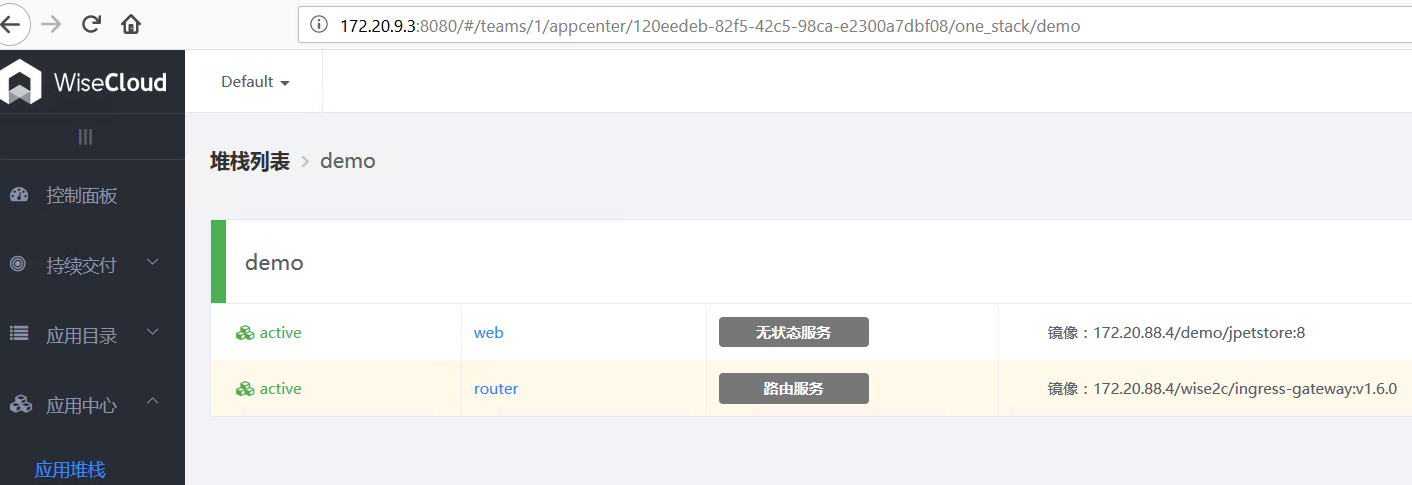 172.20.9.3:8080/#/teams/1/appcenter/120eedeb-82f5-42c5-98ca-e2300a7dbf08/one_stack/demo
WiseCloud
Default
控制面板
持续交付
应用目录
应用中心
应用堆栈
堆栈列表 > demo
demo
active web 无状态服务 镜像：172.20.88.4/demo/jpetstore:8
active router 路由服务 镜像：172.20.88.4/wise2c/ingress-gateway:v1.6.0